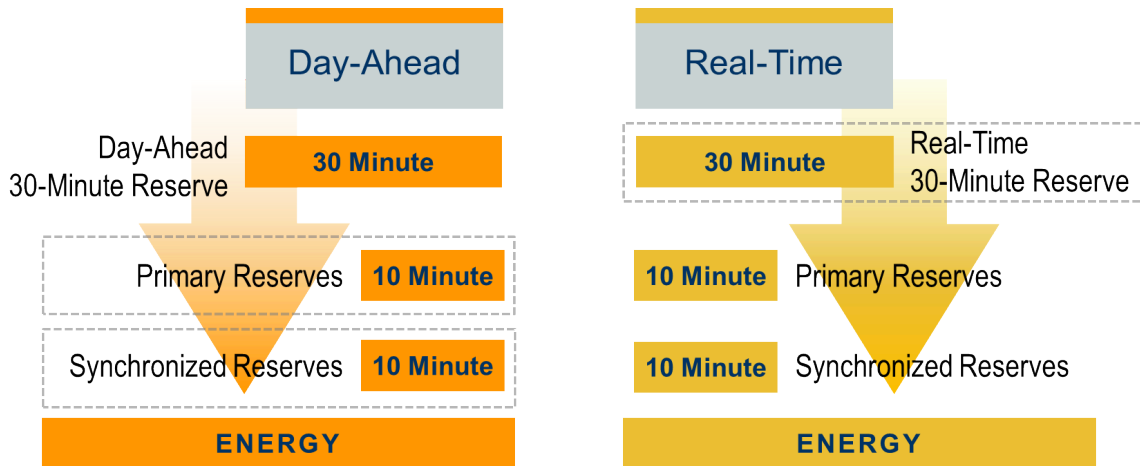 Day-Ahead
Day-Ahead
30-Minute Reserve
30 Minute
Primary Reserves
10 Minute
Synchronized Reserves
10 Minute
ENERGY
Real-Time
30 Minute
Real-Time
30-Minute Reserve
10 Minute
Primary Reserves
10 Minute
Synchronized Reserves
ENERGY